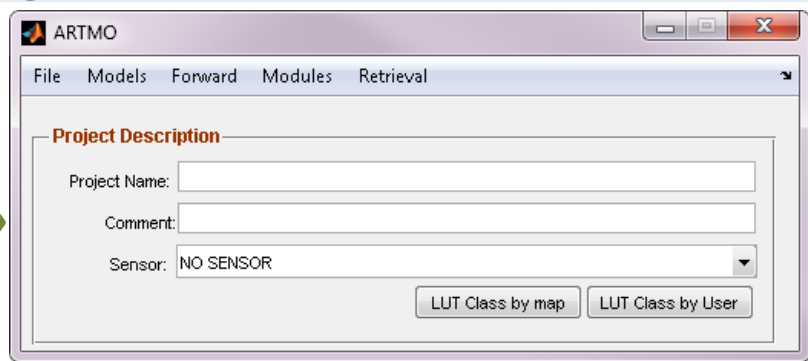 ARTMO
File Models Forward Modules Retrieval
Project Description
Project Name:
Comment:
Sensor: NO SENSOR
LUT Class by map LUT Class by User